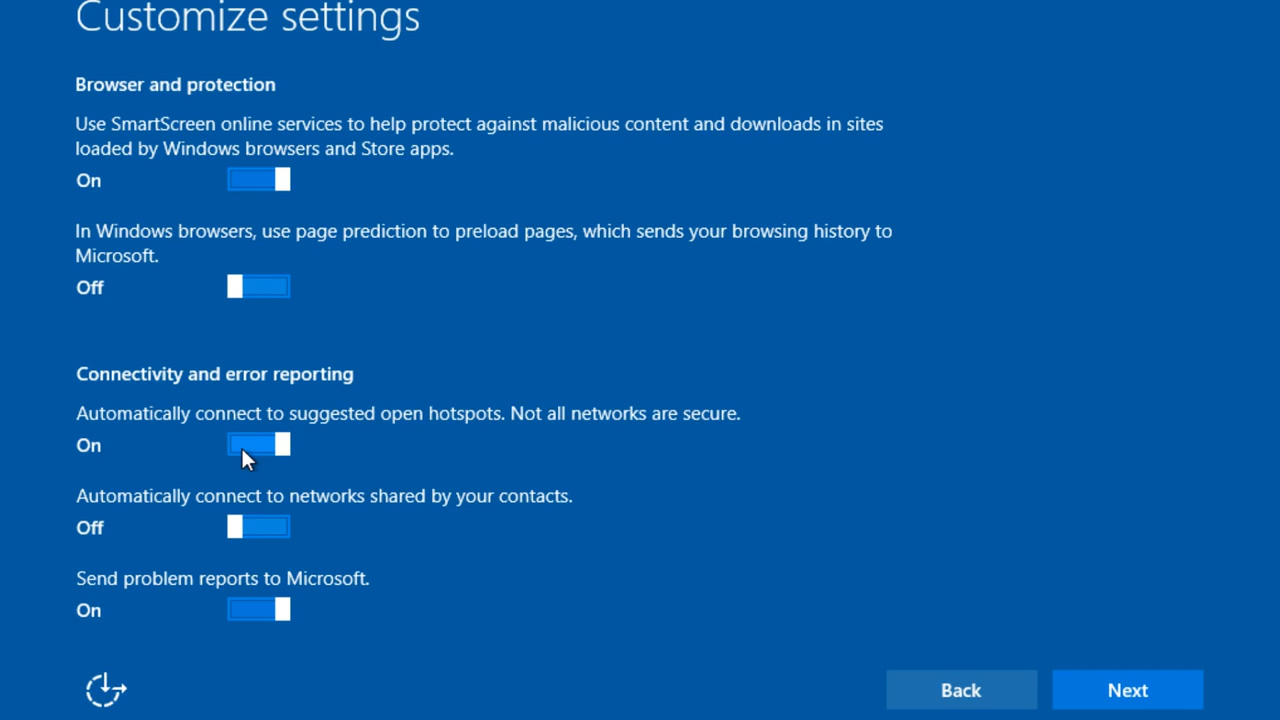 Customize settings
Browser and protection
Use SmartScreen online services to help protect against malicious content and downloads in sites
loaded by Windows browsers and Store apps.
On
In Windows browsers, use page prediction to preload pages, which sends your browsing history to
Microsoft.
Off
Connectivity and error reporting
Automatically connect to suggested open hotspots. Not all networks are secure.
On
Automatically connect to networks shared by your contacts.
Off
Send problem reports to Microsoft.
On
Back
Next